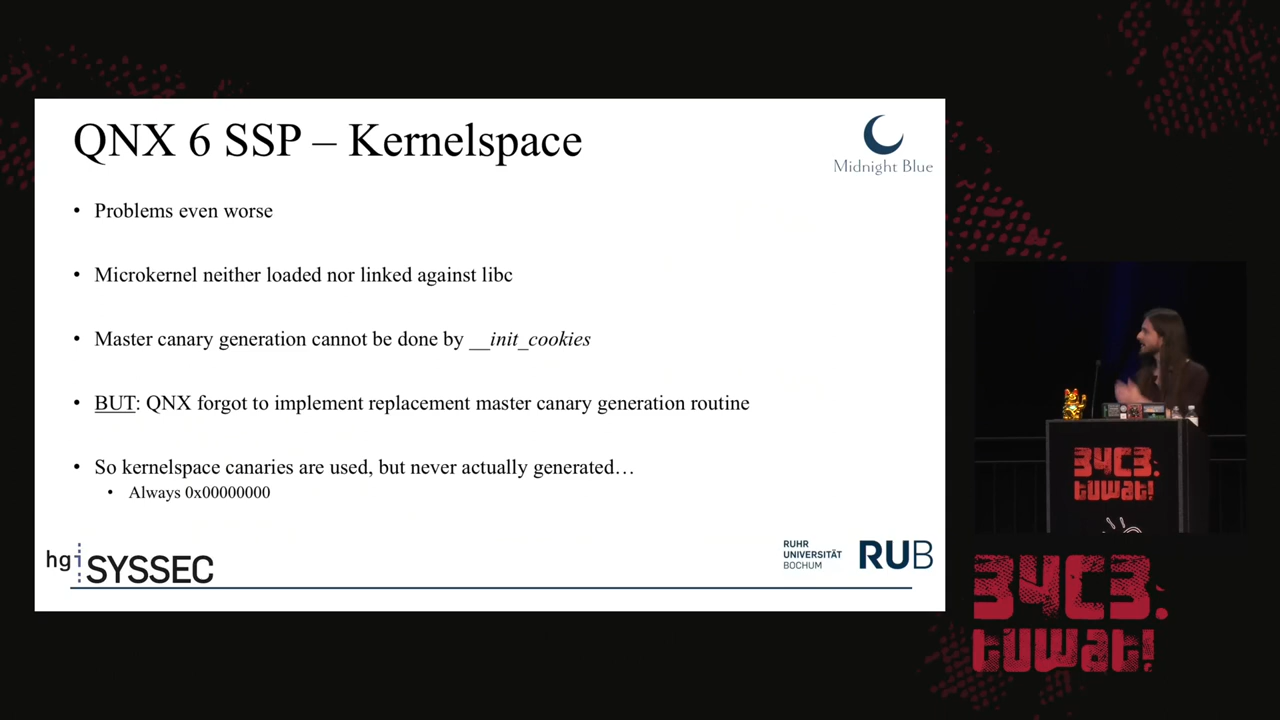 QNX 6 SSP – Kernelspace
Midnight Blue
• Problems even worse
• Microkernel neither loaded nor linked against libc
• Master canary generation cannot be done by __init_cookies
• BUT: QNX forgot to implement replacement master canary generation routine
• So kernelspace canaries are used, but never actually generated…
• Always 0x00000000
hgi SYSSEC
RUHR
UNIVERSITÄT
BOCHUM
RUB
34C3.
tuwat!
34C3.
tuwat!